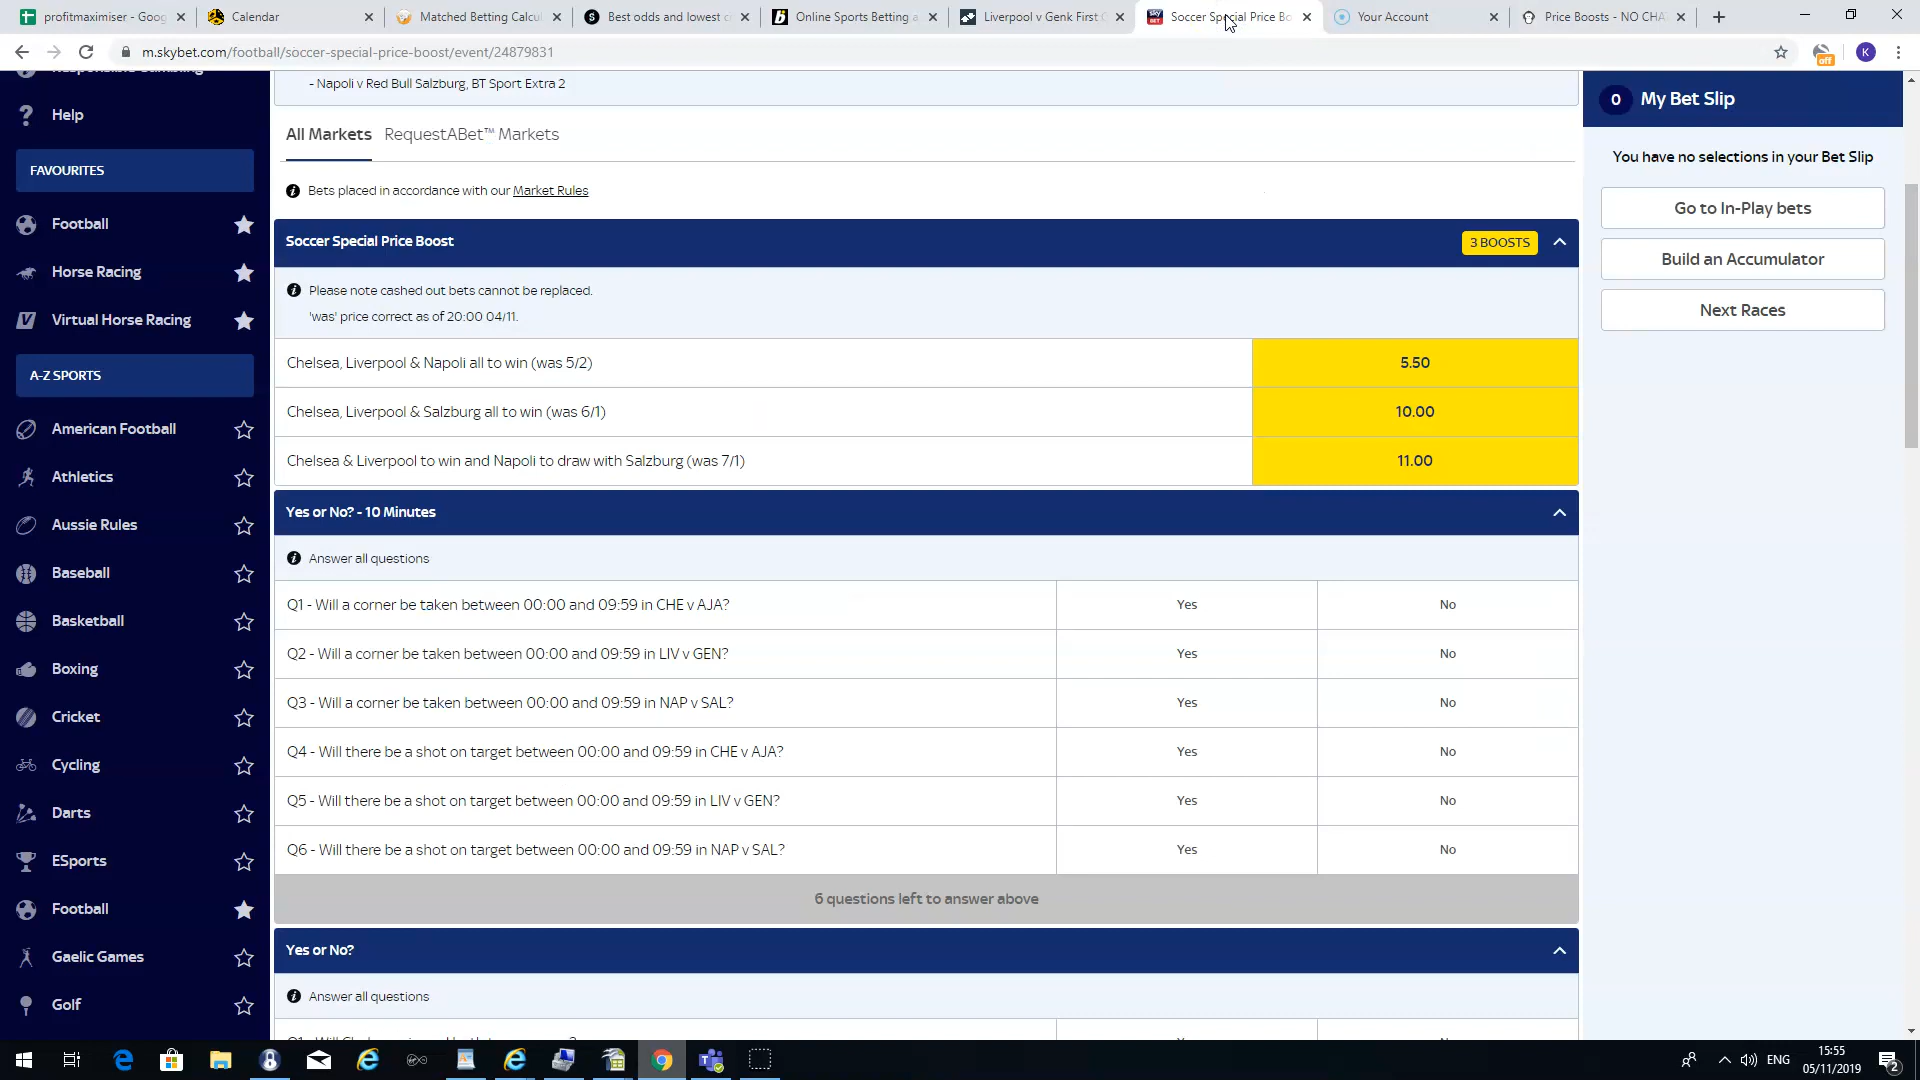 profitmaximiser - Goog
Calendar
Matched Betting Calcu
Best odds and lowest c
Online Sports Betting a
Liverpool v Genk First
Soccer Special Price Bo
Your Account
Price Boosts - NO CHA
m.skybet.com/football/soccer-special-price-boost/event/24879831
off
K
Responsible Gambling
Help
FAVOURITES
Football
Horse Racing
Virtual Horse Racing
A-Z SPORTS
American Football
Athletics
Aussie Rules
Baseball
Basketball
Boxing
Cricket
Cycling
Darts
ESports
Football
Gaelic Games
Golf
- Napoli v Red Bull Salzburg, BT Sport Extra 2
All Markets RequestABet™ Markets
Bets placed in accordance with our Market Rules
Soccer Special Price Boost
3 BOOSTS
Please note cashed out bets cannot be replaced.
'was' price correct as of 20:00 04/11.
Chelsea, Liverpool & Napoli all to win (was 5/2) 5.50
Chelsea, Liverpool & Salzburg all to win (was 6/1) 10.00
Chelsea & Liverpool to win and Napoli to draw with Salzburg (was 7/1) 11.00
Yes or No? - 10 Minutes
Answer all questions
Q1 - Will a corner be taken between 00:00 and 09:59 in CHE v AJA? Yes No
Q2 - Will a corner be taken between 00:00 and 09:59 in LIV v GEN? Yes No
Q3 - Will a corner be taken between 00:00 and 09:59 in NAP v SAL? Yes No
Q4 - Will there be a shot on target between 00:00 and 09:59 in CHE v AJA? Yes No
Q5 - Will there be a shot on target between 00:00 and 09:59 in LIV v GEN? Yes No
Q6 - Will there be a shot on target between 00:00 and 09:59 in NAP v SAL? Yes No
6 questions left to answer above
Yes or No?
Answer all questions
0 My Bet Slip
You have no selections in your Bet Slip
Go to In-Play bets
Build an Accumulator
Next Races
ENG
15:55
05/11/2019
2